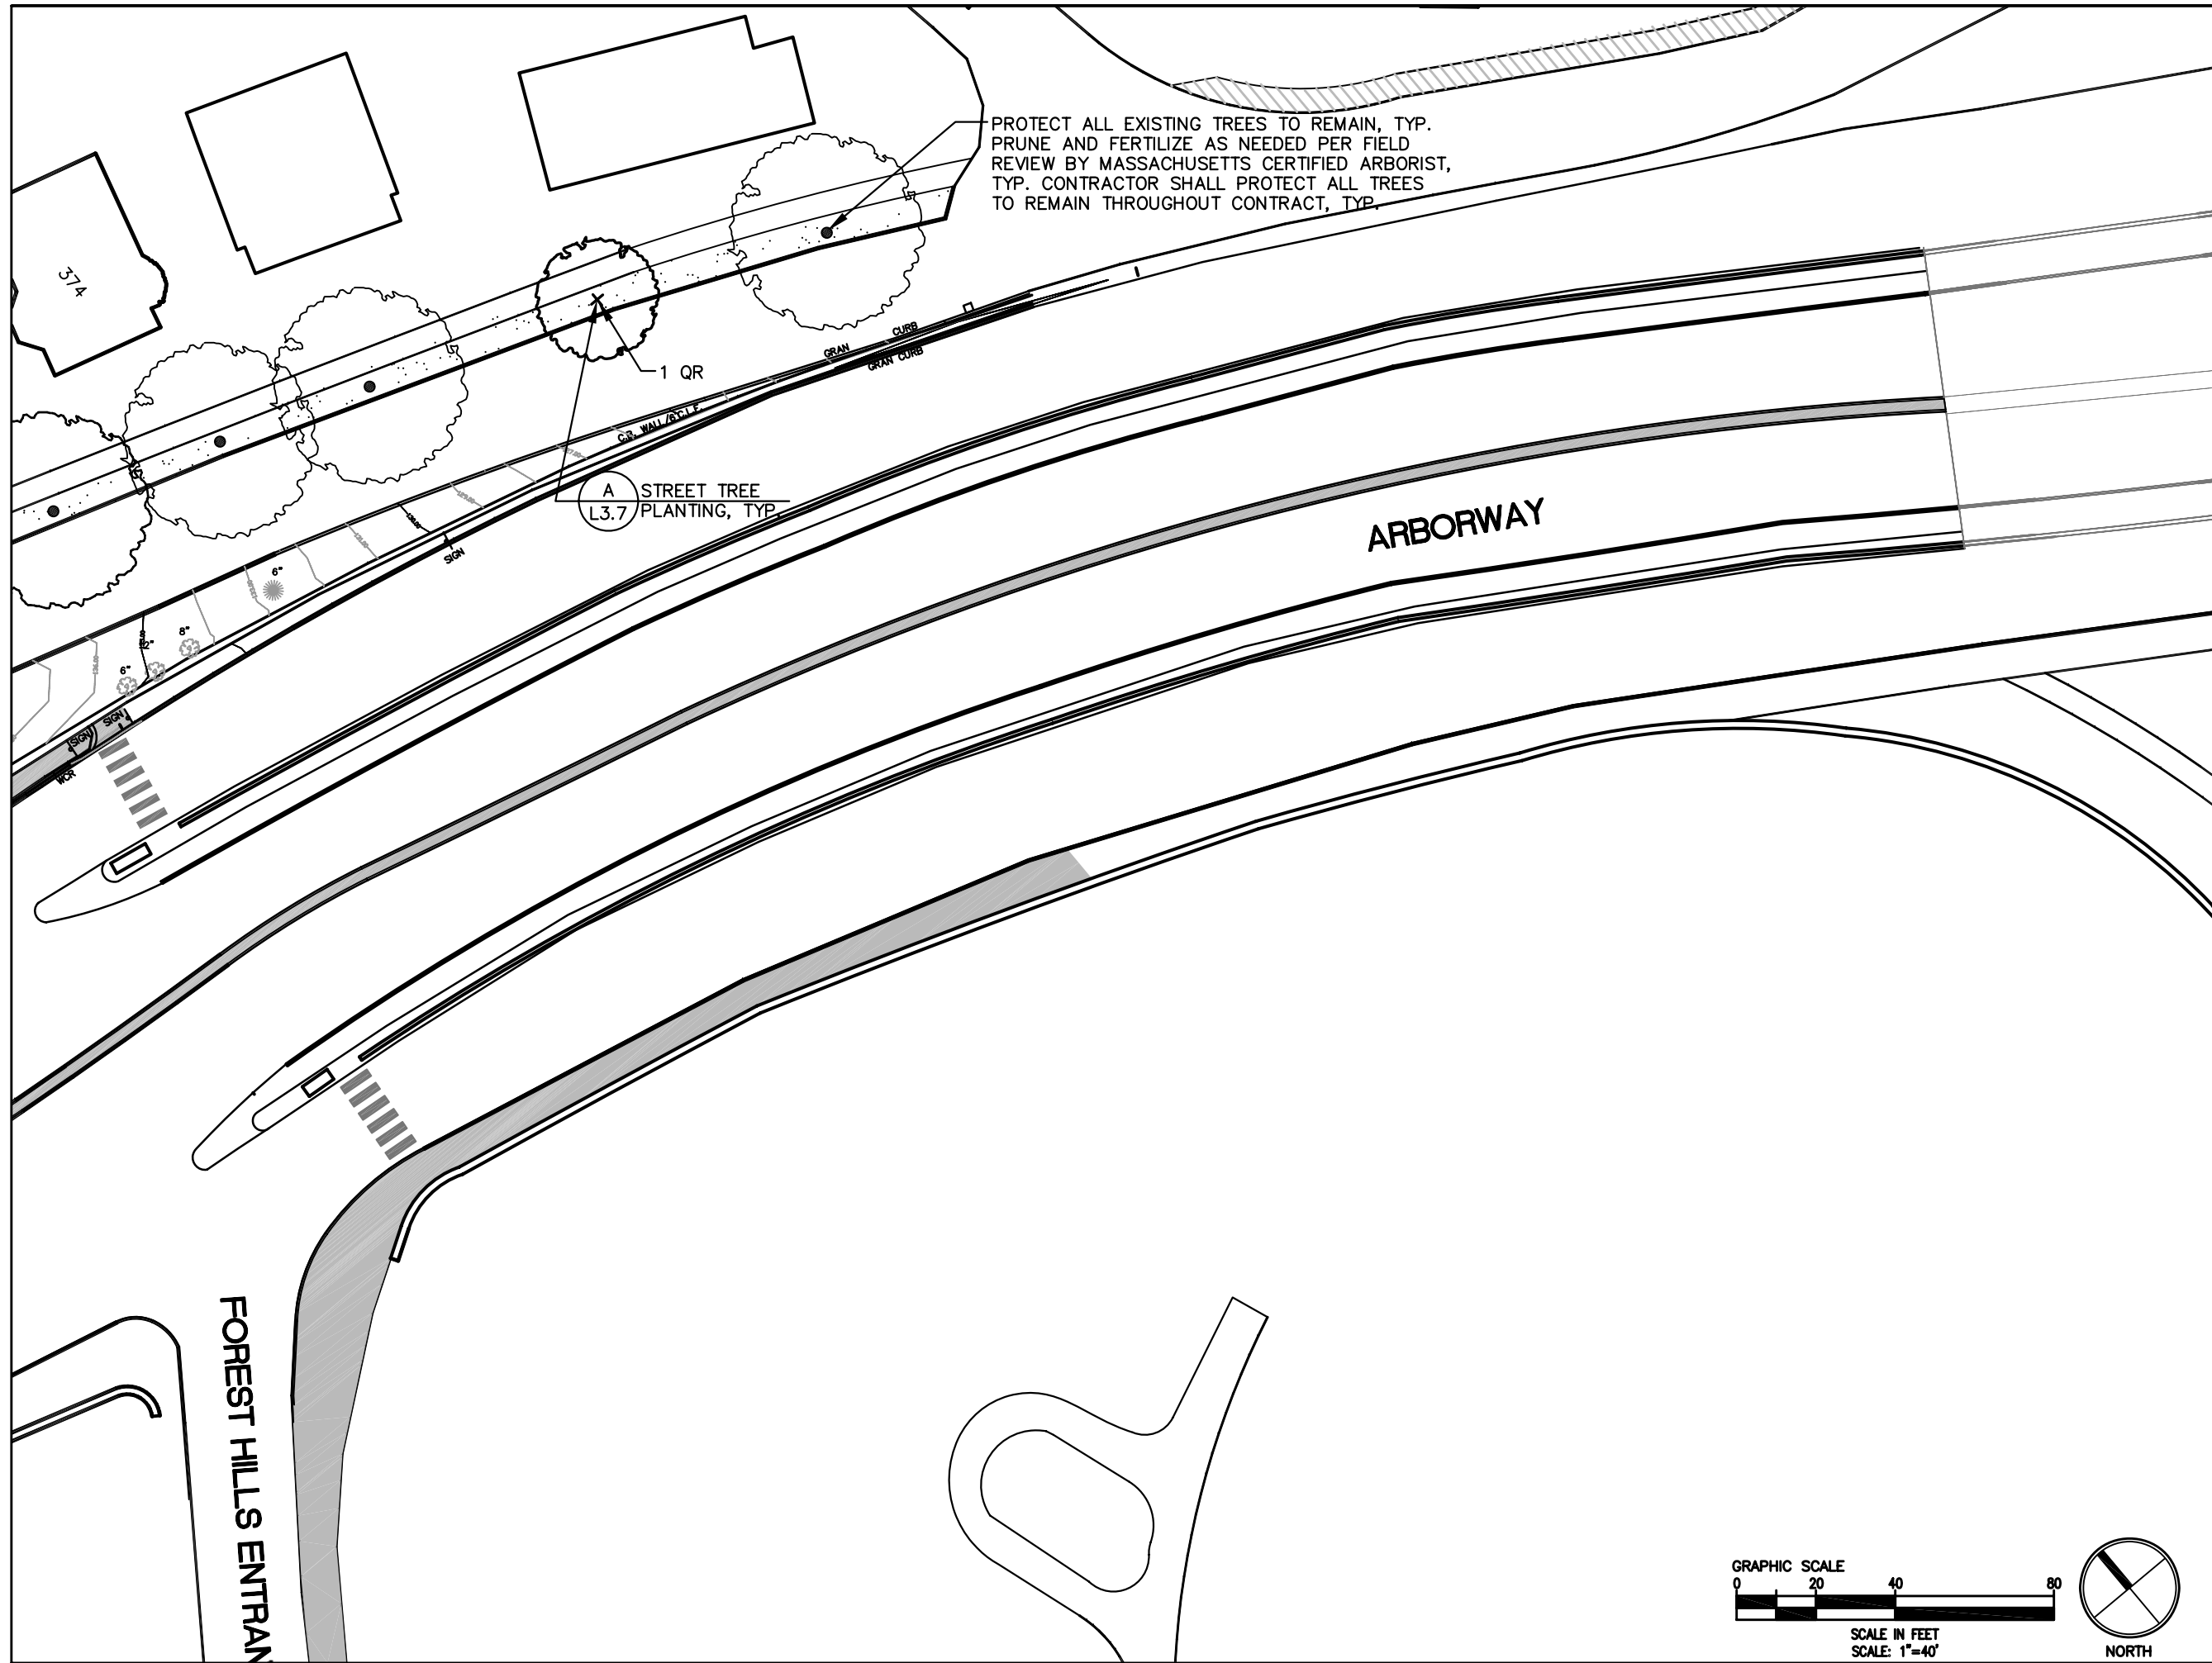 PROTECT ALL EXISTING TREES TO REMAIN, TYP.
PRUNE AND FERTILIZE AS NEEDED PER FIELD
REVIEW BY MASSACHUSETTS CERTIFIED ARBORIST,
TYP. CONTRACTOR SHALL PROTECT ALL TREES
TO REMAIN THROUGHOUT CONTRACT, TYP.
374
GRAN CURB
GRAN CURB
1 QR
C.R. WALL/6'C.L.F.
A
L3.7
STREET TREE
PLANTING, TYP.
SIGN
ARBORWAY
6"
8"
6"
SIGN
SIGN
WCR
FOREST HILLS ENTRAN
GRAPHIC SCALE
0 20 40 80
SCALE IN FEET
SCALE: 1"=40'
NORTH